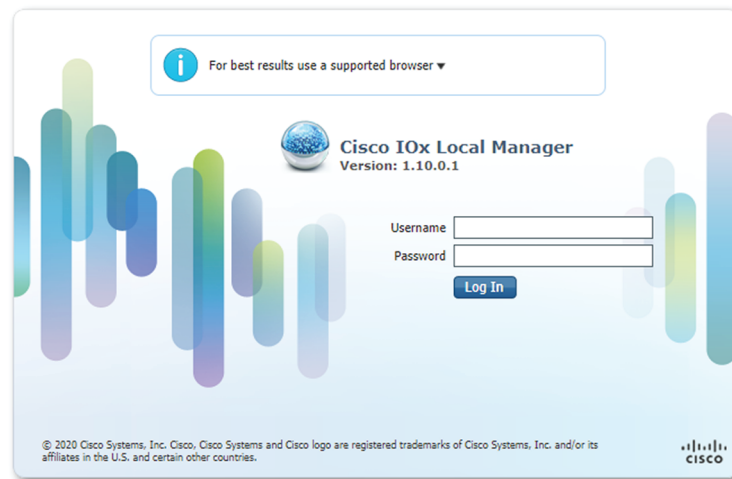 For best results use a supported browser ▾
Cisco IOx Local Manager
Version: 1.10.0.1
Username
Password
Log In
© 2020 Cisco Systems, Inc. Cisco, Cisco Systems and Cisco logo are registered trademarks of Cisco Systems, Inc. and/or its
affiliates in the U.S. and certain other countries.
CISCO